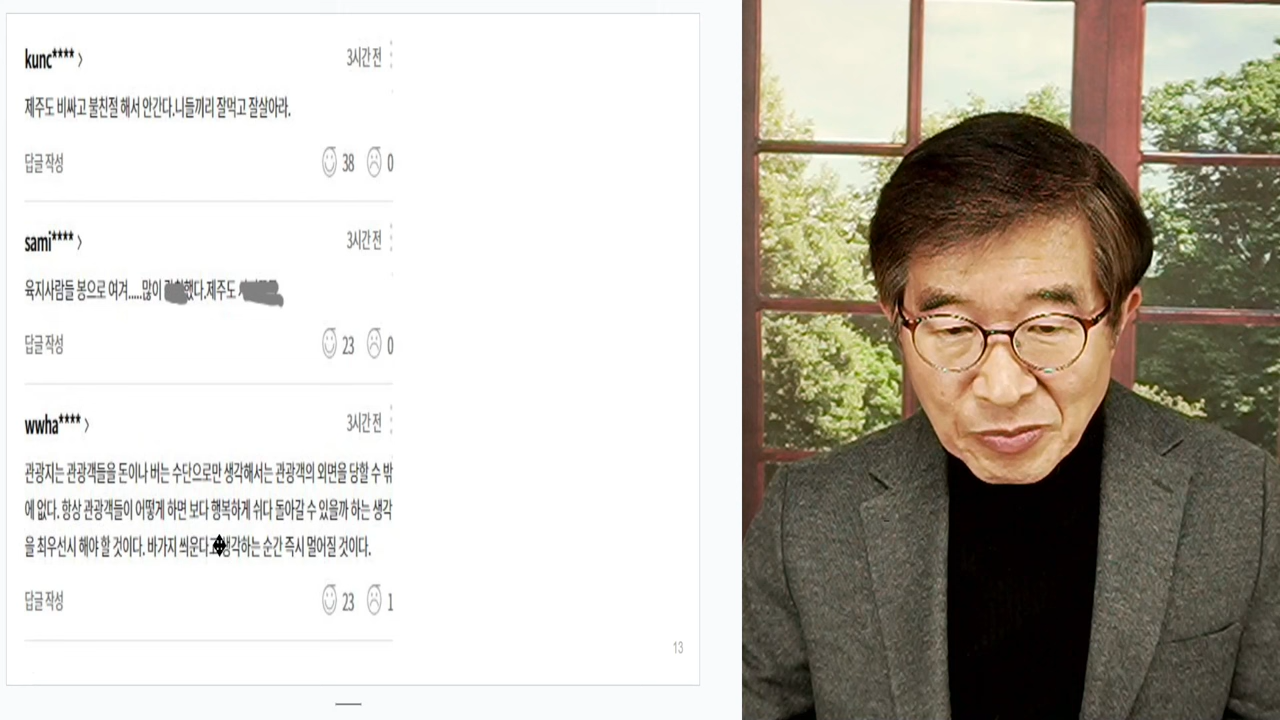 kunc**** 〉
3시간 전
제주도 비싸고 불친절 해서 안간다.니들끼리 잘먹고 잘살아라.
답글 작성
38
0
sami**** 〉
3시간 전
육지사람들 봉으로 여겨.....많이 했다.제주도
답글 작성
23
0
wwha**** 〉
3시간 전
관광지는 관광객들을 돈이나 버는 수단으로만 생각해서는 관광객의 외면을 당할 수 밖
에 없다. 항상 관광객들이 어떻게 하면 보다 행복하게 쉬다 돌아갈 수 있을까 하는 생각
을 최우선시 해야 할 것이다. 바가지 씌운다고 생각하는 순간 즉시 멀어질 것이다.
답글 작성
23
1
13